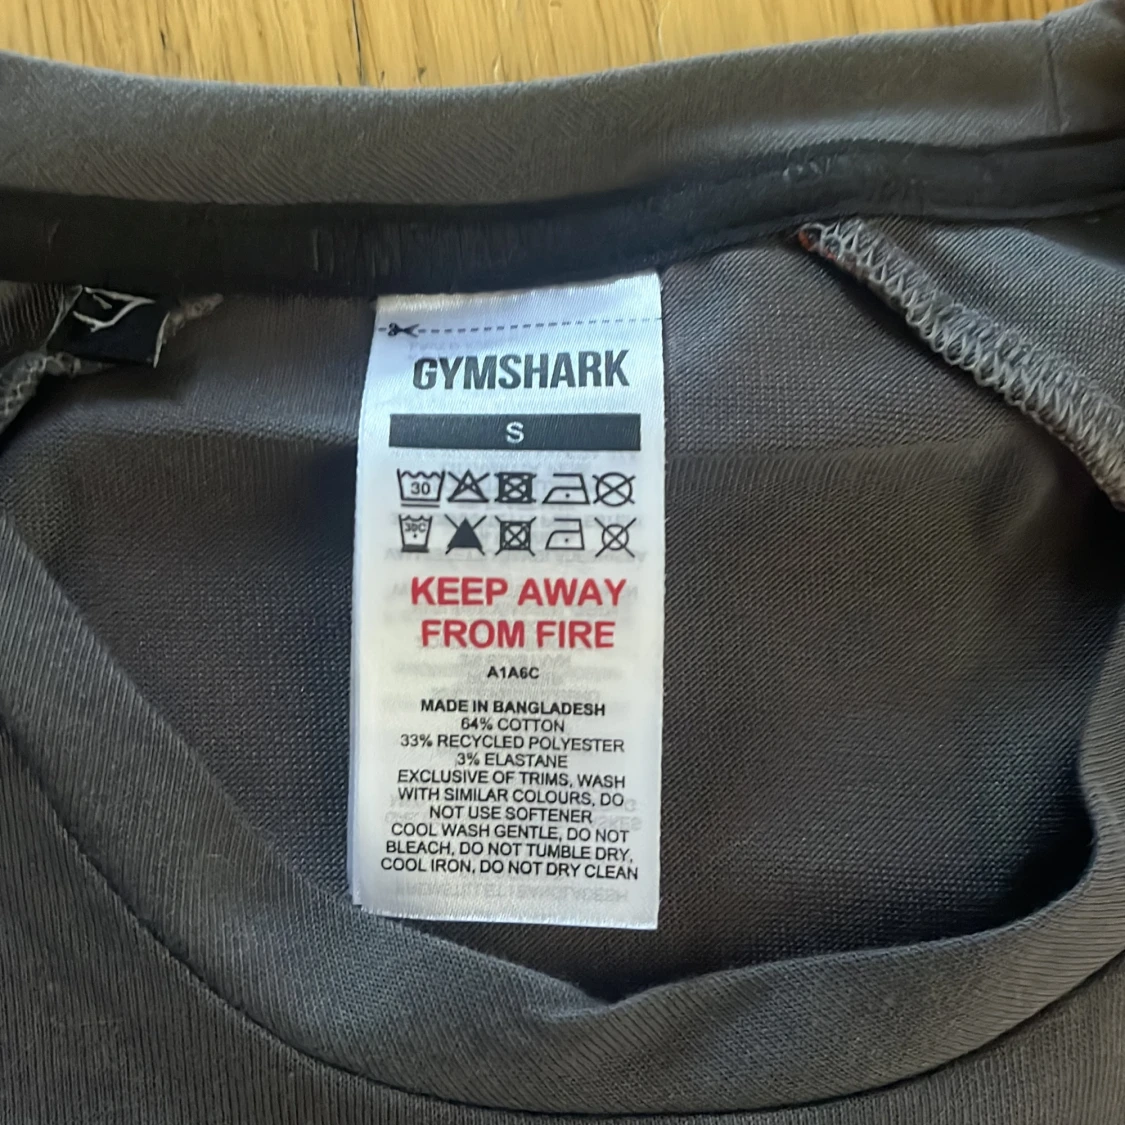 GYMSHARK
S
30
30C
KEEP AWAY
FROM FIRE
A1A6C
MADE IN BANGLADESH
64% COTTON
33% RECYCLED POLYESTER
3% ELASTANE
EXCLUSIVE OF TRIMS, WASH
WITH SIMILAR COLOURS, DO
NOT USE SOFTENER
COOL WASH GENTLE, DO NOT
BLEACH, DO NOT TUMBLE DRY,
COOL IRON, DO NOT DRY CLEAN